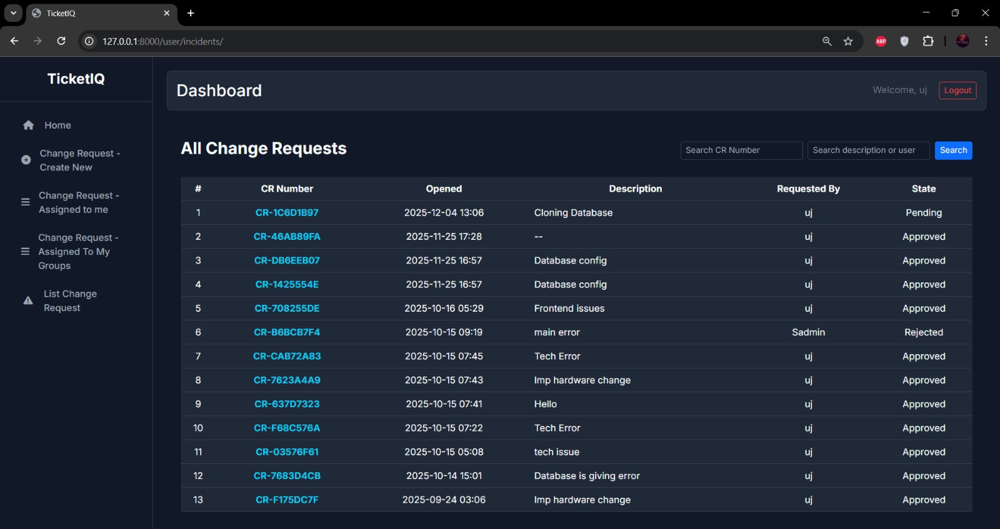 TicketIQ
127.0.0.1:8000/user/incidents/
ABP
TicketIQ
Home
Change Request -
Create New
Change Request -
Assigned to me
Change Request -
Assigned To My
Groups
List Change
Request
Dashboard
Welcome, uj
Logout
All Change Requests
Search CR Number
Search description or user
Search
# CR Number Opened Description Requested By State
1 CR-1C6D1B97 2025-12-04 13:06 Cloning Database uj Pending
2 CR-46AB89FA 2025-11-25 17:28 -- uj Approved
3 CR-DB6EEB07 2025-11-25 16:57 Database config uj Approved
4 CR-1425554E 2025-11-25 16:57 Database config uj Approved
5 CR-708255DE 2025-10-16 05:29 Frontend issues uj Approved
6 CR-B6BCB7F4 2025-10-15 09:19 main error Sadmin Rejected
7 CR-CAB72A83 2025-10-15 07:45 Tech Error uj Approved
8 CR-7623A4A9 2025-10-15 07:43 Imp hardware change uj Approved
9 CR-637D7323 2025-10-15 07:41 Hello uj Approved
10 CR-F68C576A 2025-10-15 07:22 Tech Error uj Approved
11 CR-03576F61 2025-10-15 05:08 tech issue uj Approved
12 CR-7683D4CB 2025-10-14 15:01 Database is giving error uj Approved
13 CR-F175DC7F 2025-09-24 03:06 Imp hardware change uj Approved